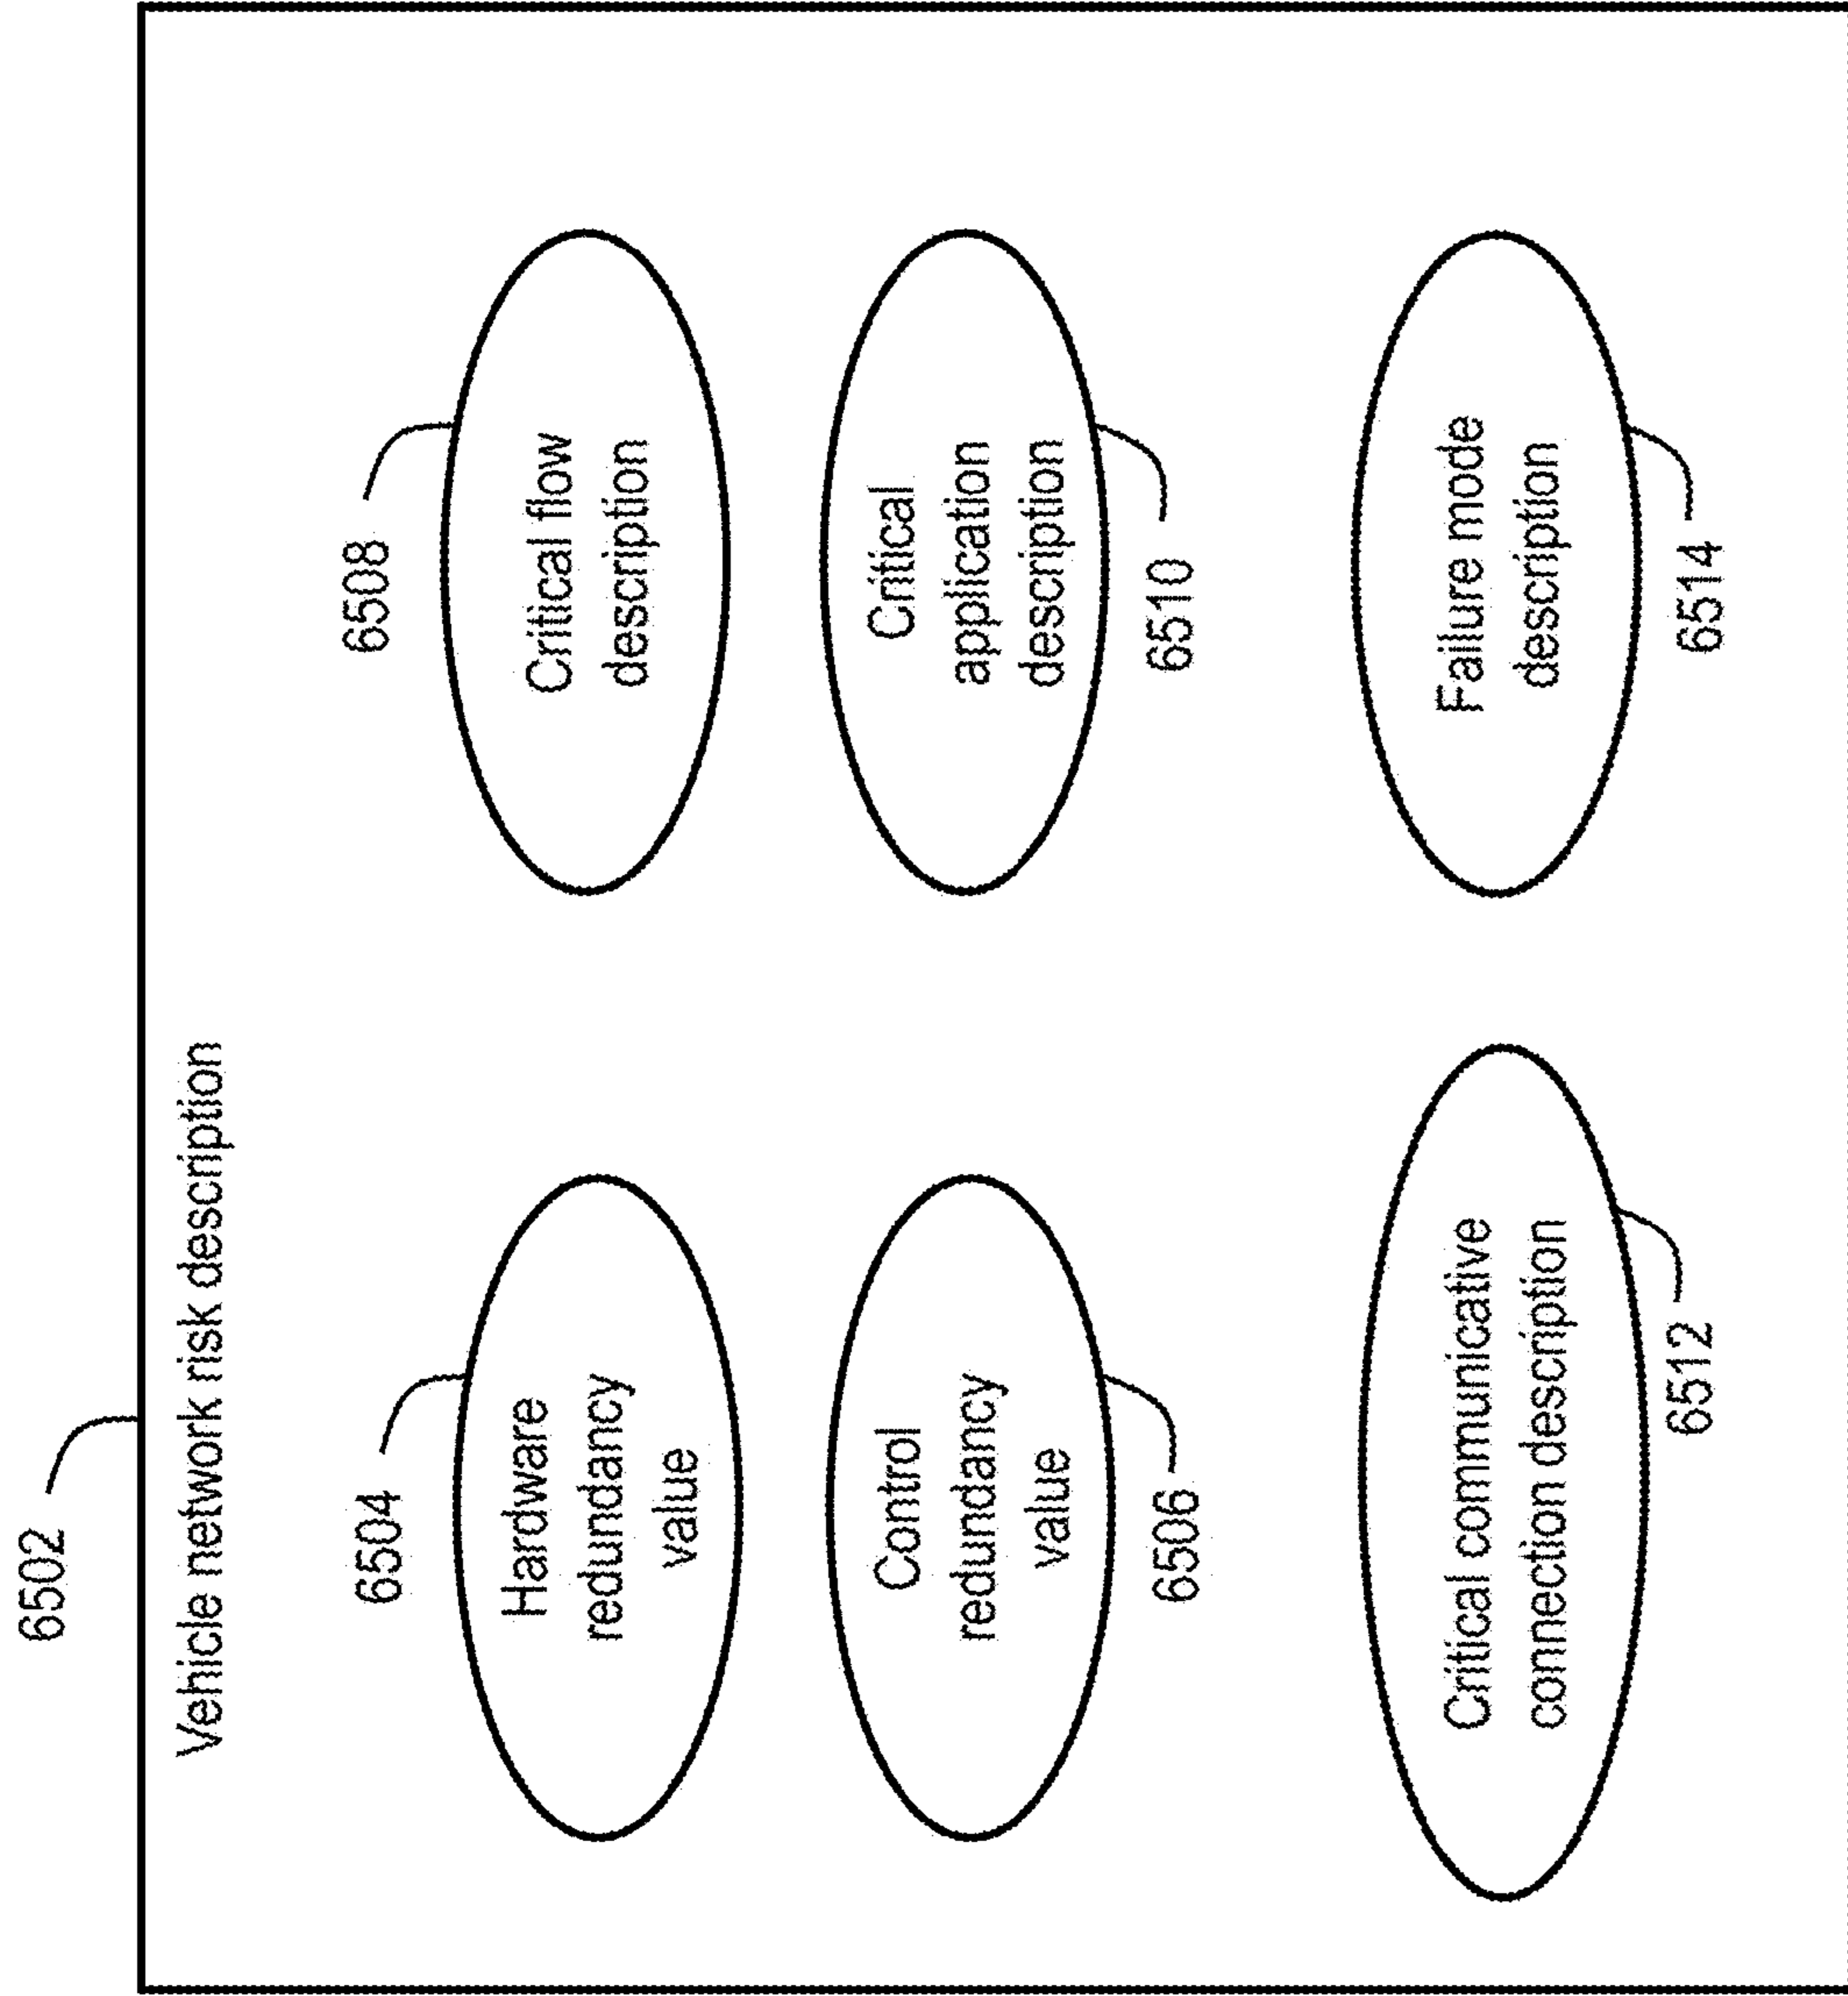 6502
Vehicle network risk description
6504
Hardware
redundancy
value
6508
Critical flow
description
Control
redundancy
value
6506
Critical
application
description
6510
Critical communicative
connection description
6512
Failure mode
description
6514